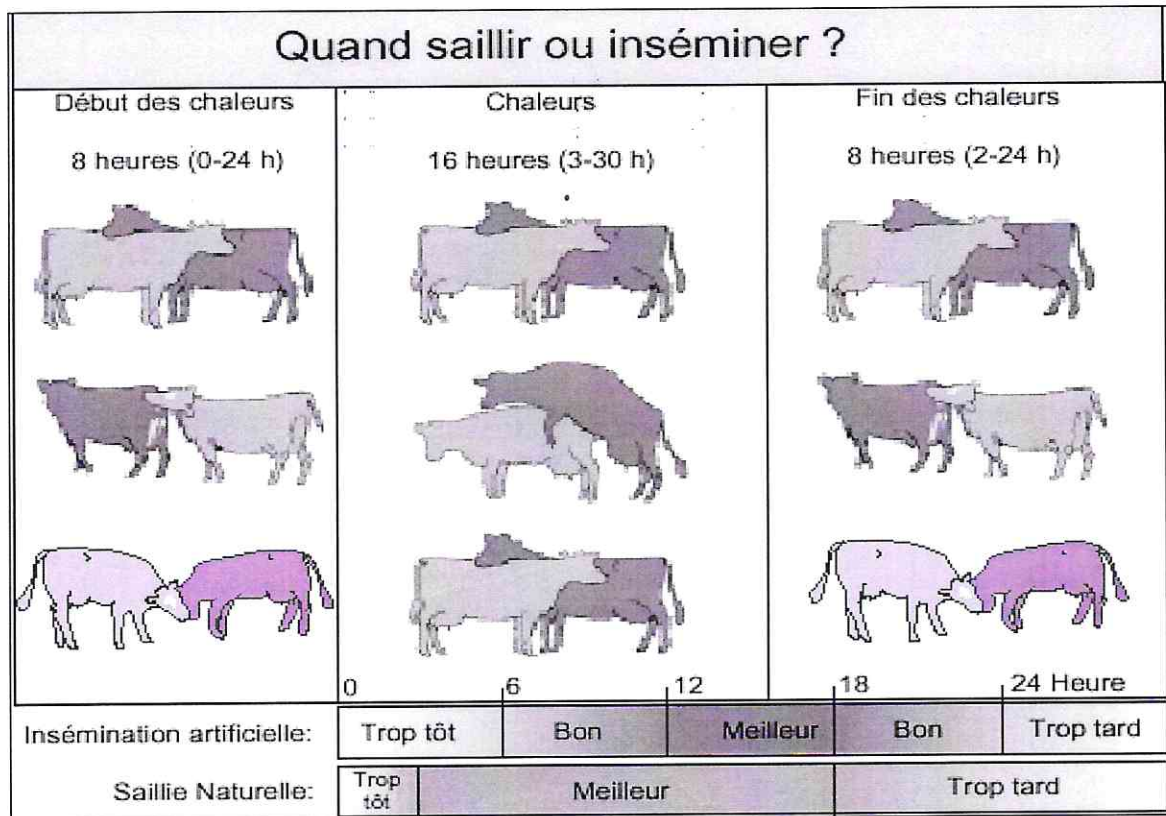 Quand saillir ou inséminer ?
Début des chaleurs
8 heures (0-24 h)
Chaleurs
16 heures (3-30 h)
Fin des chaleurs
8 heures (2-24 h)
0 6 12 18 24 Heure
Insémination artificielle: Trop tôt Bon Meilleur Bon Trop tard
Saillie Naturelle: Trop tôt Meilleur Trop tard